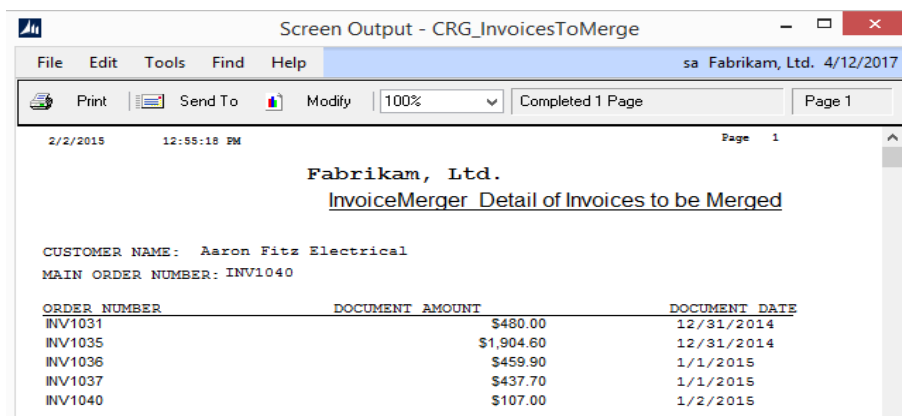 Screen Output - CRG_InvoicesToMerge
File Edit Tools Find Help sa Fabrikam, Ltd. 4/12/2017
Print Send To Modify 100% Completed 1 Page Page 1
2/2/2015 12:55:18 PM Page 1
Fabrikam, Ltd.
InvoiceMerger Detail of Invoices to be Merged
CUSTOMER NAME: Aaron Fitz Electrical
MAIN ORDER NUMBER: INV1040
ORDER NUMBER DOCUMENT AMOUNT DOCUMENT DATE
INV1031 $480.00 12/31/2014
INV1035 $1,904.60 12/31/2014
INV1036 $459.90 1/1/2015
INV1037 $437.70 1/1/2015
INV1040 $107.00 1/2/2015